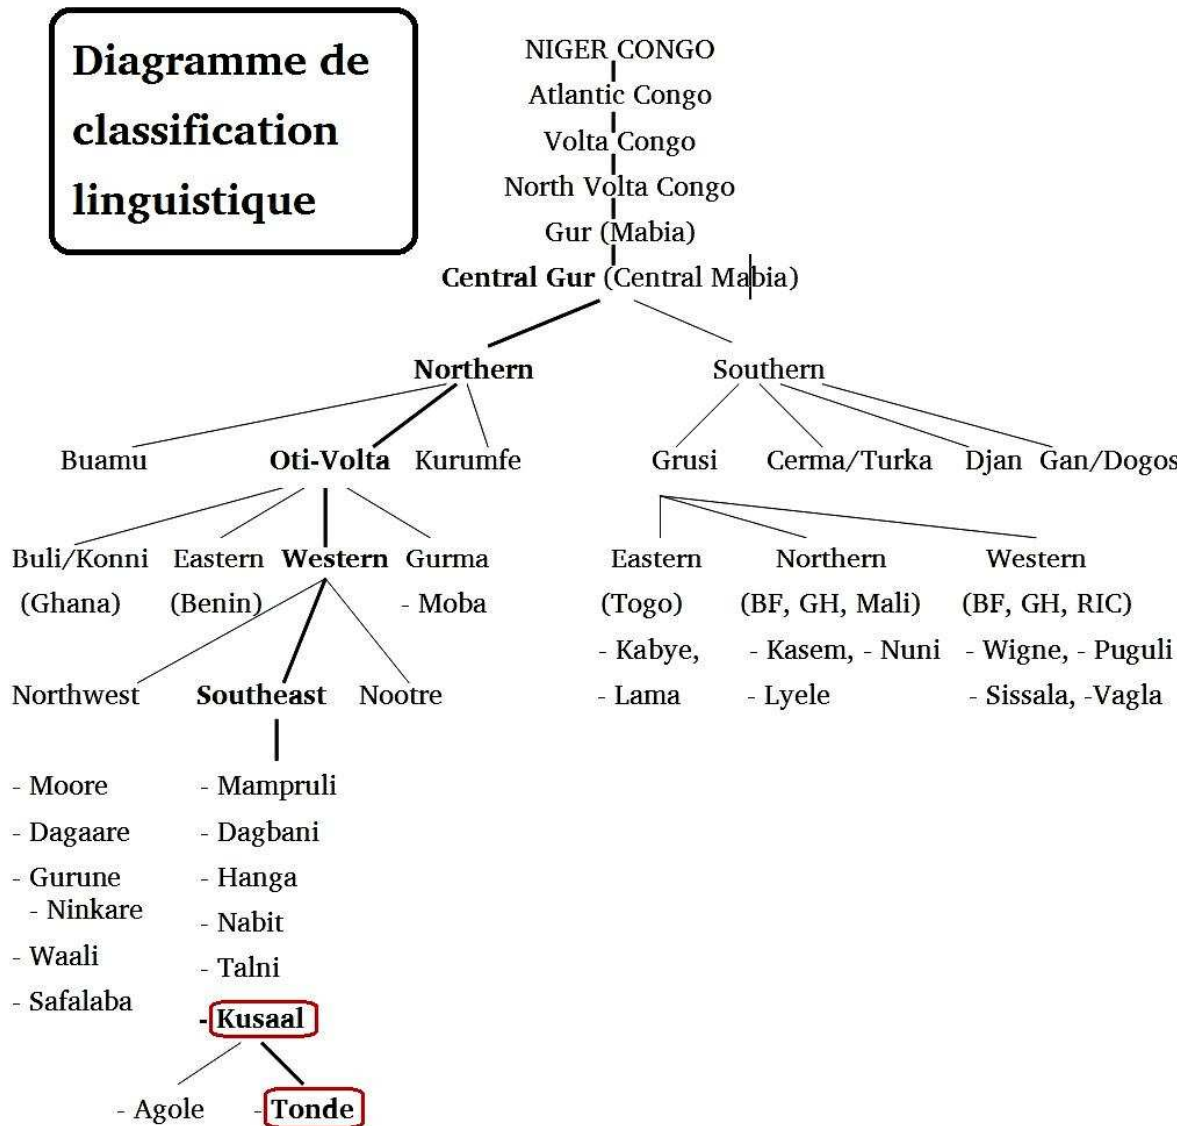 Diagramme de
classification
linguistique
NIGER CONGO
Atlantic Congo
Volta Congo
North Volta Congo
Gur (Mabia)
Central Gur (Central Mabia)
Northern Southern
Buamu Oti-Volta Kurumfe Grusi Cerma/Turka Djan Gan/Dogos
Buli/Konni Eastern Western Gurma Eastern Northern Western
(Ghana) (Benin) - Moba (Togo) (BF, GH, Mali) (BF, GH, RIC)
- Kabye, - Kasem, - Nuni - Wigne, - Puguli
Northwest Southeast Nootre - Lama - Lyele - Sissala, -Vagla
- Moore - Mampruli
- Dagaare - Dagbani
- Gurune - Hanga
- Ninkare - Nabit
- Waali - Talni
- Safalaba
- Kusaal
- Agole - Tonde